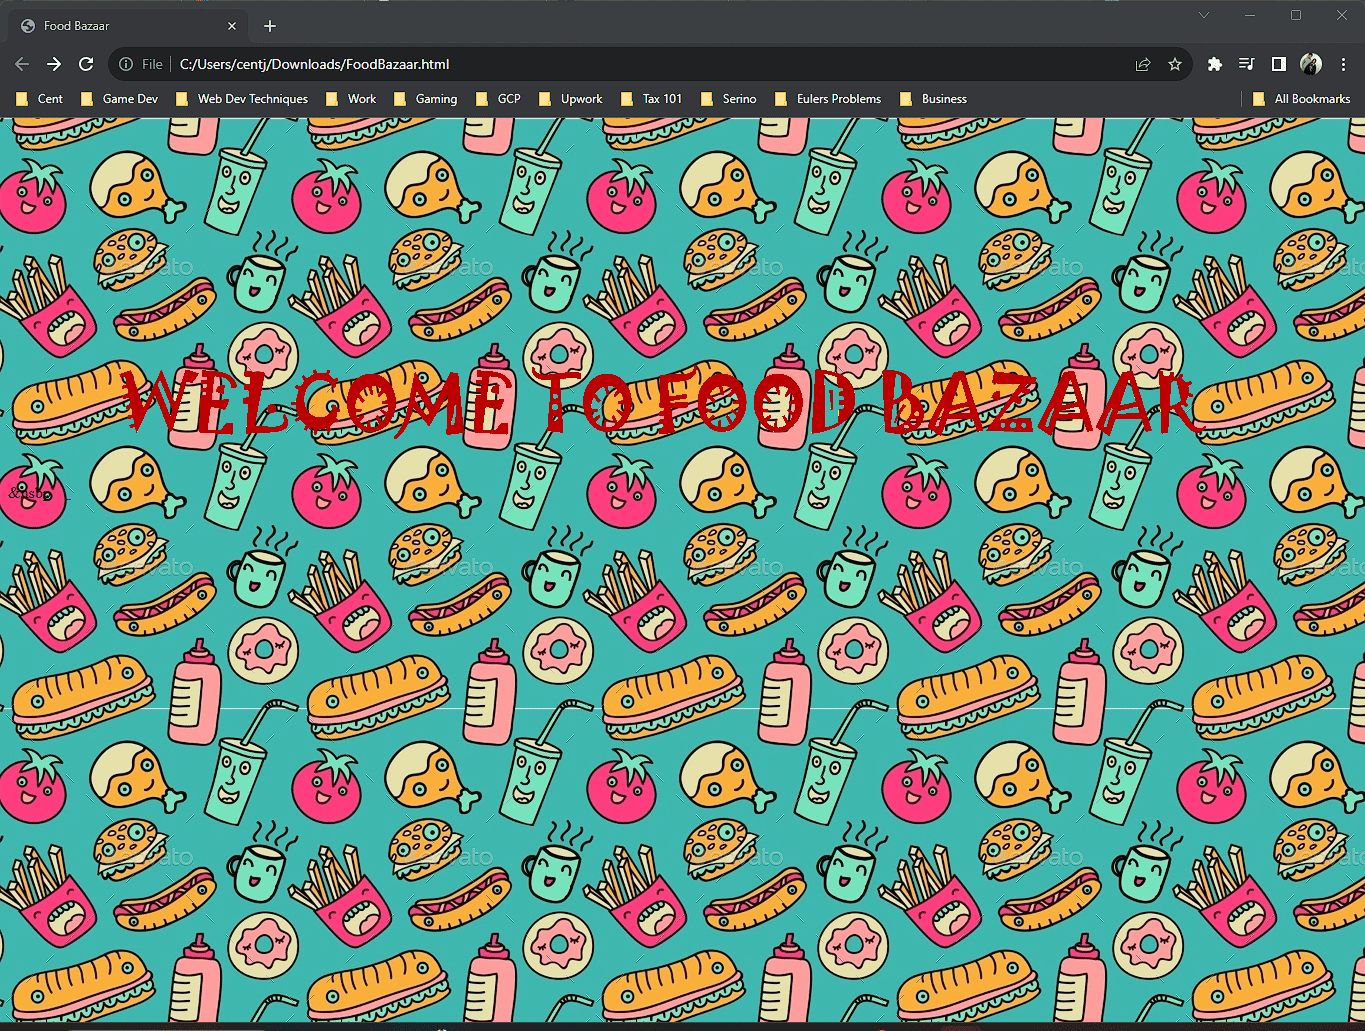 Food Bazaar
File C:/Users/centj/Downloads/FoodBazaar.html
Cent Game Dev Web Dev Techniques Work Gaming GCP Upwork Tax 101 Serino Eulers Problems Business All Bookmarks
WELCOME TO FOOD BAZAAR